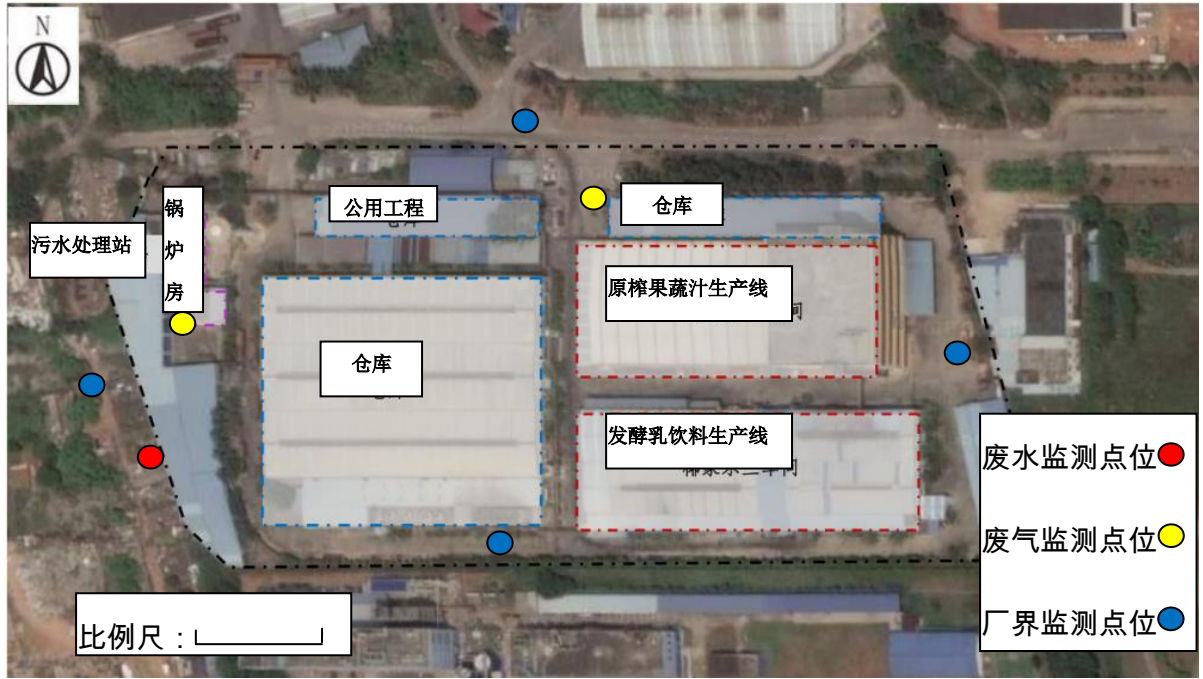 N
公用工程
仓库
锅
炉
房
污水处理站
原榨果蔬汁生产线
仓库
发酵乳饮料生产线
废水监测点位
废气监测点位
厂界监测点位
比例尺：